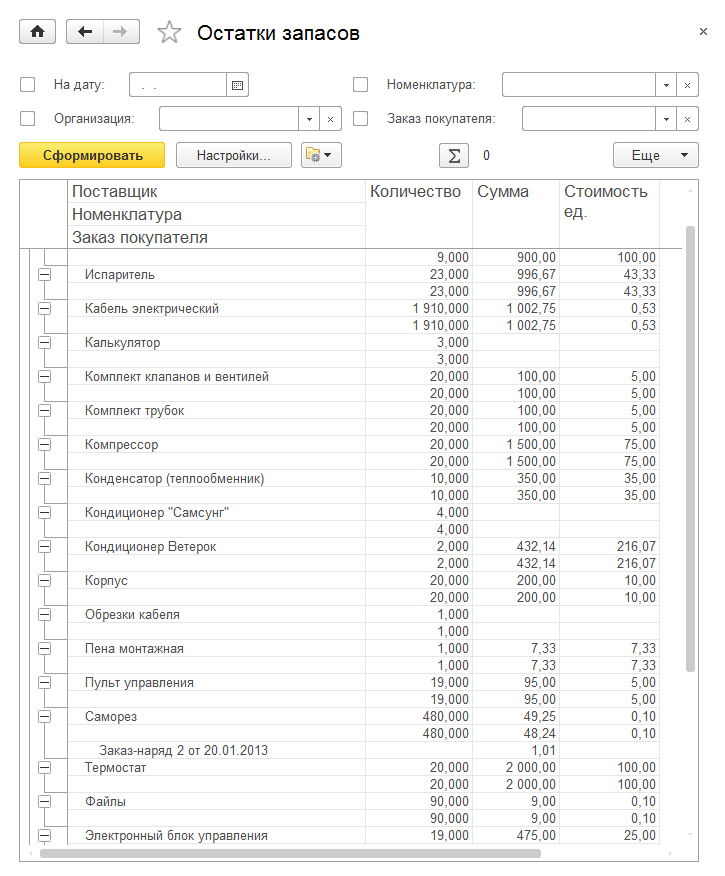 Остатки запасов
На дату: . . Номенклатура:
Организация: Заказ покупателя:
Сформировать Настройки... Σ 0 Еще
Поставщик Количество Сумма Стоимость ед.
Номенклатура
Заказ покупателя
9,000 900,00 100,00
Испаритель 23,000 996,67 43,33
23,000 996,67 43,33
Кабель электрический 1 910,000 1 002,75 0,53
1 910,000 1 002,75 0,53
Калькулятор 3,000
3,000
Комплект клапанов и вентилей 20,000 100,00 5,00
20,000 100,00 5,00
Комплект трубок 20,000 100,00 5,00
20,000 100,00 5,00
Компрессор 20,000 1 500,00 75,00
20,000 1 500,00 75,00
Конденсатор (теплообменник) 10,000 350,00 35,00
10,000 350,00 35,00
Кондиционер "Самсунг" 4,000
4,000
Кондиционер Ветерок 2,000 432,14 216,07
2,000 432,14 216,07
Корпус 20,000 200,00 10,00
20,000 200,00 10,00
Обрезки кабеля 1,000
1,000
Пена монтажная 1,000 7,33 7,33
1,000 7,33 7,33
Пульт управления 19,000 95,00 5,00
19,000 95,00 5,00
Саморез 480,000 49,25 0,10
480,000 48,24 0,10
Заказ-наряд 2 от 20.01.2013 1,01
Термостат 20,000 2 000,00 100,00
20,000 2 000,00 100,00
Файлы 90,000 9,00 0,10
90,000 9,00 0,10
Электронный блок управления 19,000 475,00 25,00